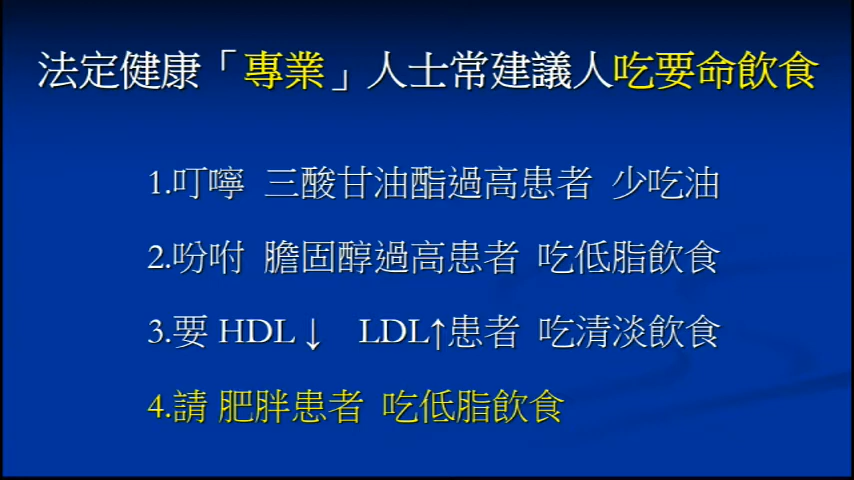 法定健康「專業」人士常建議人吃要命飲食
1.叮嚀 三酸甘油酯過高患者 少吃油
2.吩咐 膽固醇過高患者 吃低脂飲食
3.要 HDL↓ LDL↑患者 吃清淡飲食
4.請 肥胖患者 吃低脂飲食